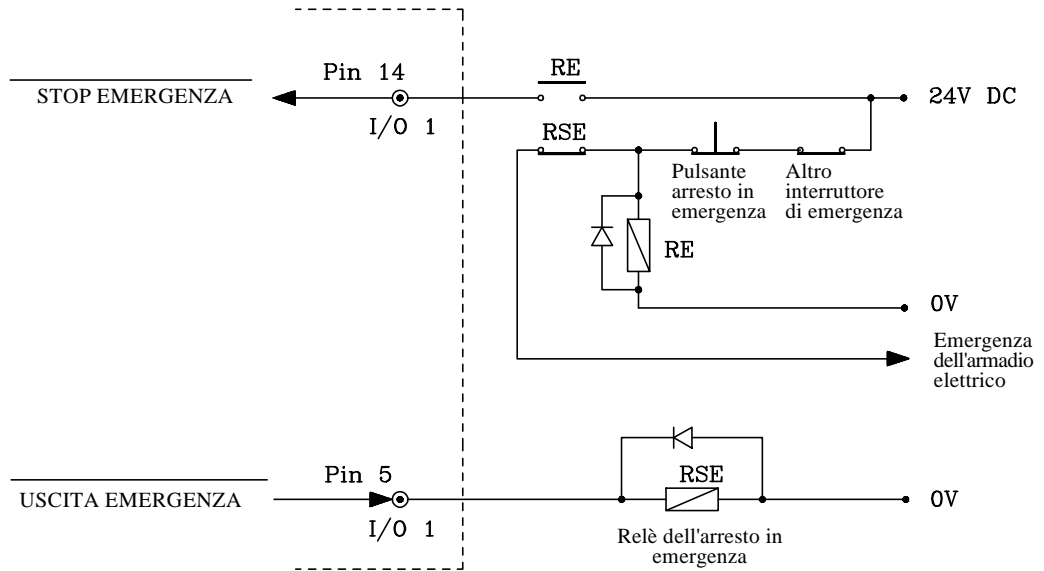 Pin 14
STOP EMERGENZA
I/O 1
RE
24V DC
RSE
Pulsante
arresto in
emergenza
Altro
interruttore
di emergenza
RE
0V
Emergenza
dell'armadio
elettrico
Pin 5
USCITA EMERGENZA
I/O 1
RSE
0V
Relè dell'arresto in
emergenza